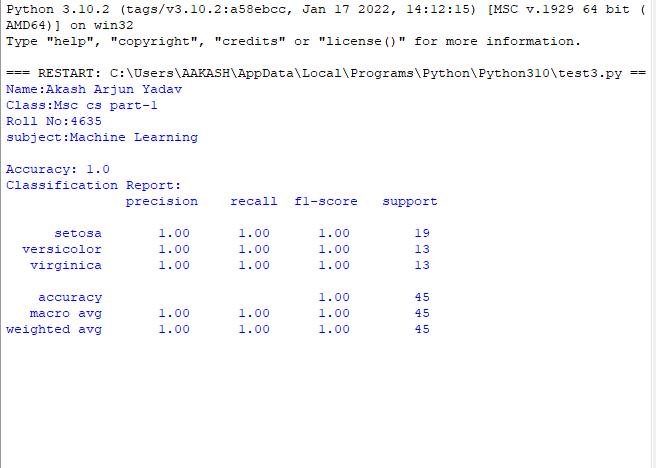 Python 3.10.2 (tags/v3.10.2:a58ebcc, Jan 17 2022, 14:12:15) [MSC v.1929 64 bit (
AMD64)] on win32
Type "help", "copyright", "credits" or "license()" for more information.
=== RESTART: C:\Users\AAKASH\AppData\Local\Programs\Python\Python310\test3.py ==
Name:Akash Arjun Yadav
Class:Msc cs part-1
Roll No:4635
subject:Machine Learning
Accuracy: 1.0
Classification Report:
precision recall f1-score support
setosa 1.00 1.00 1.00 19
versicolor 1.00 1.00 1.00 13
virginica 1.00 1.00 1.00 13
accuracy 1.00 45
macro avg 1.00 1.00 1.00 45
weighted avg 1.00 1.00 1.00 45